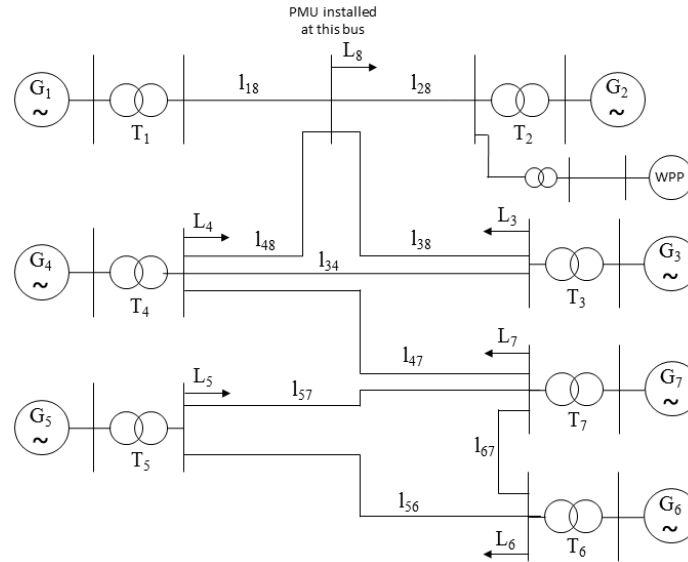 PMU installed
at this bus
L₈
G₁
~
T₁
l₁₈
l₂₈
T₂
G₂
~
WPP
L₄
L₃
G₄
~
T₄
l₄₈
l₃₈
l₃₄
T₃
G₃
~
L₇
l₄₇
L₅
l₅₇
G₅
~
T₅
T₇
G₇
~
l₆₇
l₅₆
L₆
T₆
G₆
~